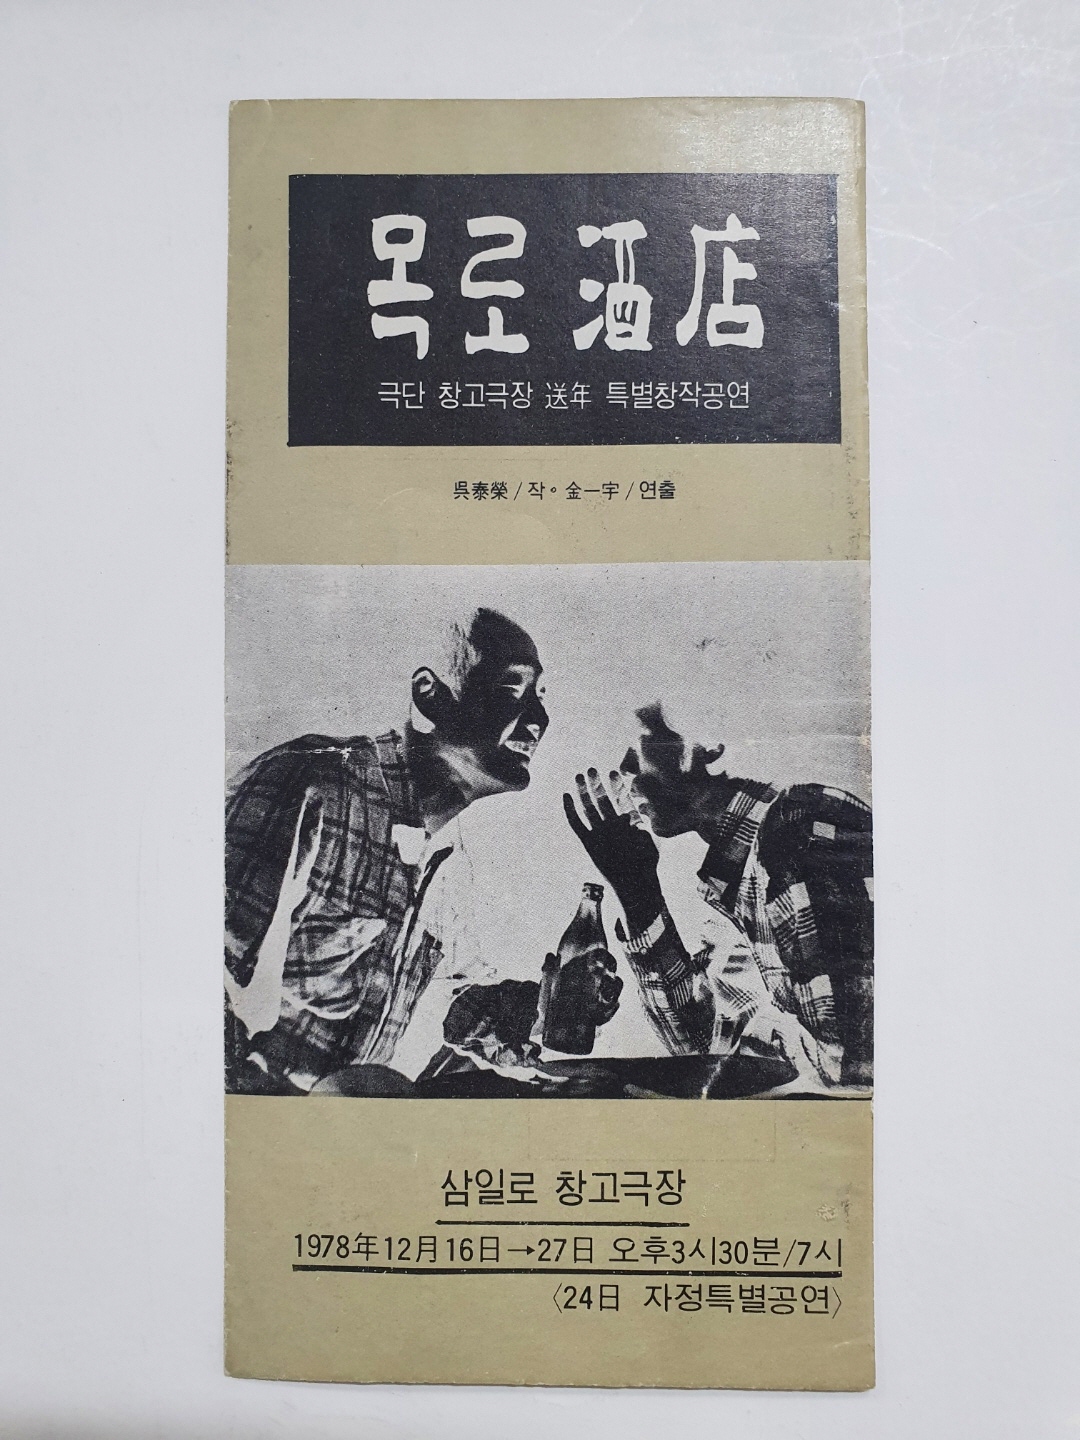 목로 酒店
극단 창고극장 送年 특별창작공연
吳泰榮/작。金一宇/연출
삼일로 창고극장
1978年12月16日→27日 오후3시30분/7시
〈24日 자정특별공연〉